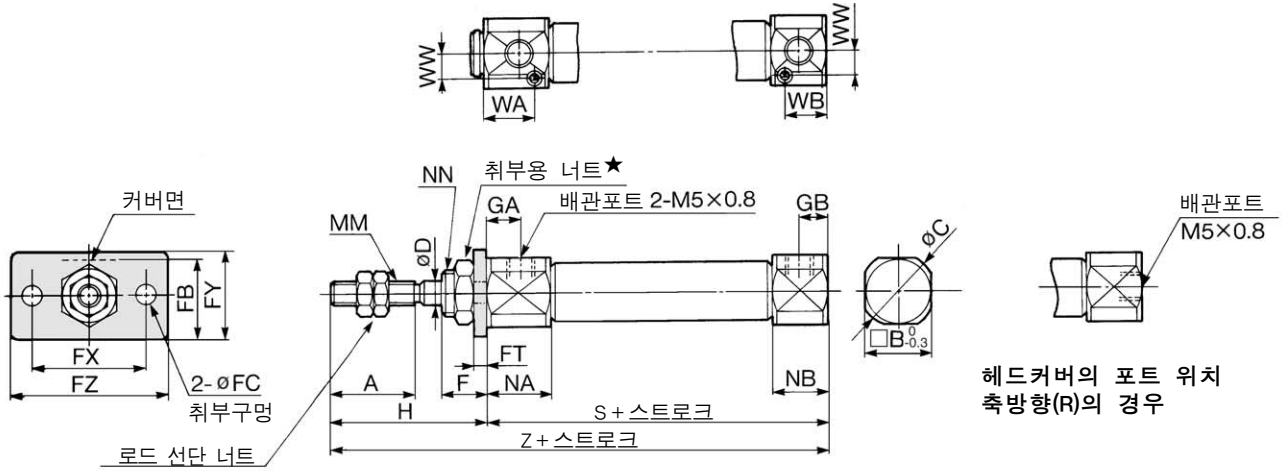 WW
WW
WA
WB
커버면
FB
FY
FX
FZ
2-øFC
취부구멍
NN
취부용 너트★
GA
배관포트 2-M5×0.8
GB
MM
øD
A
F
FT
NA
NB
H
S+스트로크
Z+스트로크
로드 선단 너트
øC
□B 0 -0.3
배관포트
M5×0.8
헤드커버의 포트 위치
축방향(R)의 경우